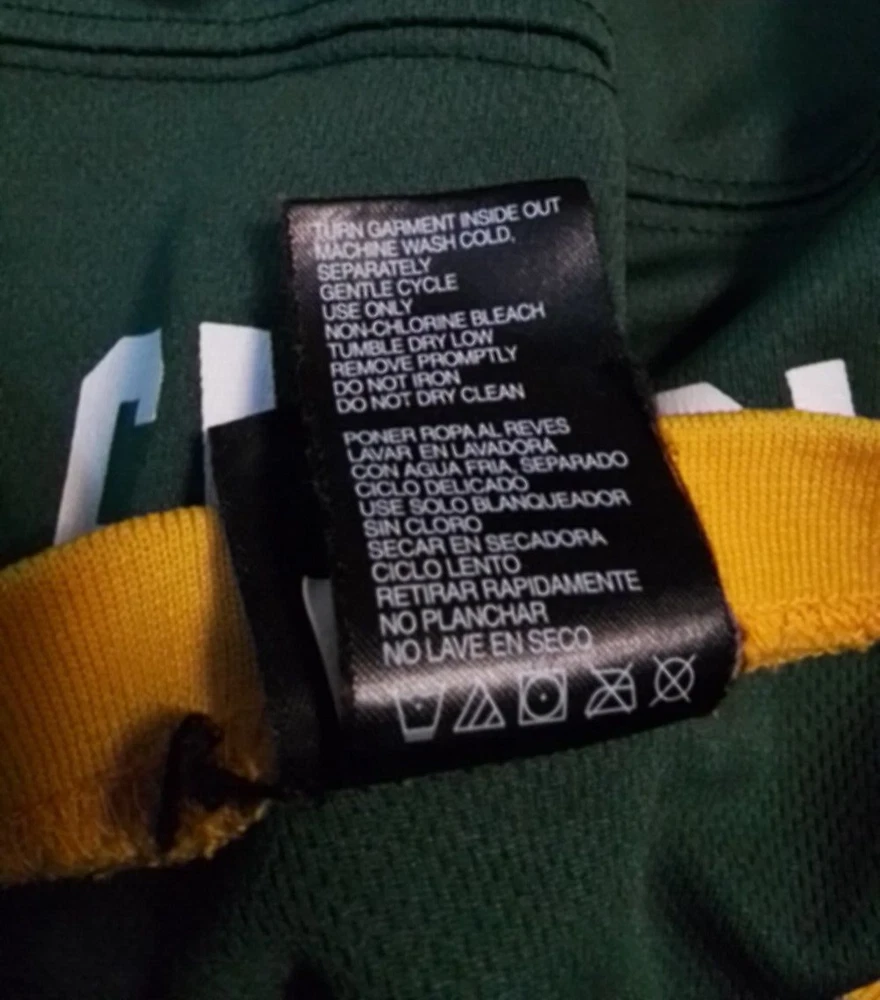 TURN GARMENT INSIDE OUT
MACHINE WASH COLD,
SEPARATELY
GENTLE CYCLE
USE ONLY
NON-CHLORINE BLEACH
TUMBLE DRY LOW
REMOVE PROMPTLY
DO NOT IRON
DO NOT DRY CLEAN
PONER ROPA AL REVES
LAVAR EN LAVADORA
CON AGUA FRIA, SEPARADO
CICLO DELICADO
USE SOLO BLANQUEADOR
SIN CLORO
SECAR EN SECADORA
CICLO LENTO
RETIRAR RAPIDAMENTE
NO PLANCHAR
NO LAVE EN SECO